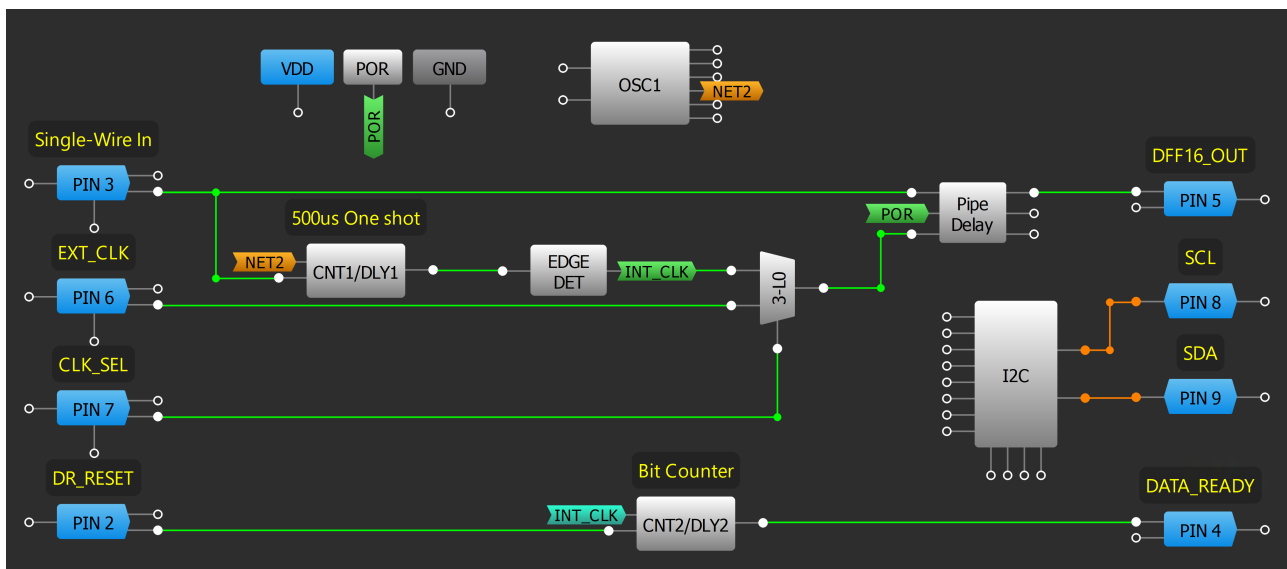 VDD
POR
GND
OSC1
NET2
POR
Single-Wire In
PIN 3
DFF16_OUT
PIN 5
500us One shot
POR
Pipe
Delay
EXT_CLK
NET2
CNT1/DLY1
EDGE
DET
INT_CLK
3-L0
SCL
PIN 6
PIN 8
CLK_SEL
SDA
I2C
PIN 7
PIN 9
DR_RESET
Bit Counter
DATA_READY
PIN 2
INT_CLK
CNT2/DLY2
PIN 4